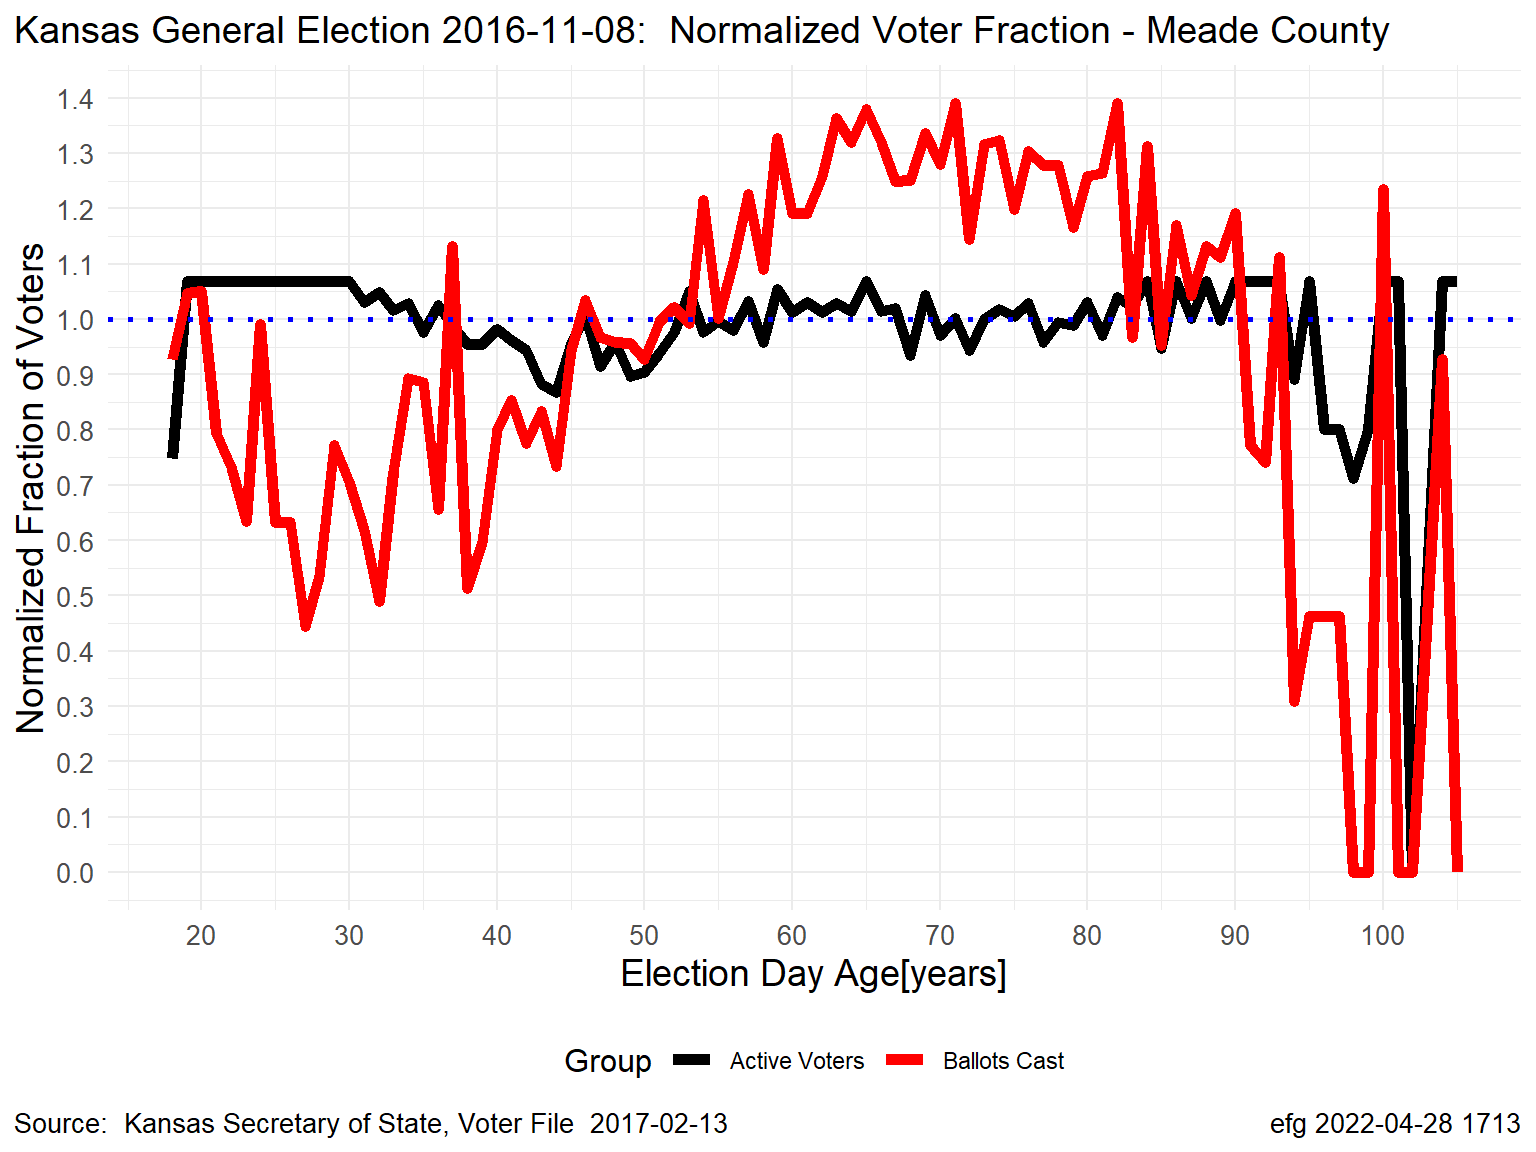 Kansas General Election 2016-11-08:  Normalized Voter Fraction - Meade County
Normalized Fraction of Voters
1.4
1.3
1.2
1.1
1.0
0.9
0.8
0.7
0.6
0.5
0.4
0.3
0.2
0.1
0.0
20 30 40 50 60 70 80 90 100
Election Day Age[years]
Group Active Voters Ballots Cast
Source:  Kansas Secretary of State, Voter File  2017-02-13
efg 2022-04-28 1713